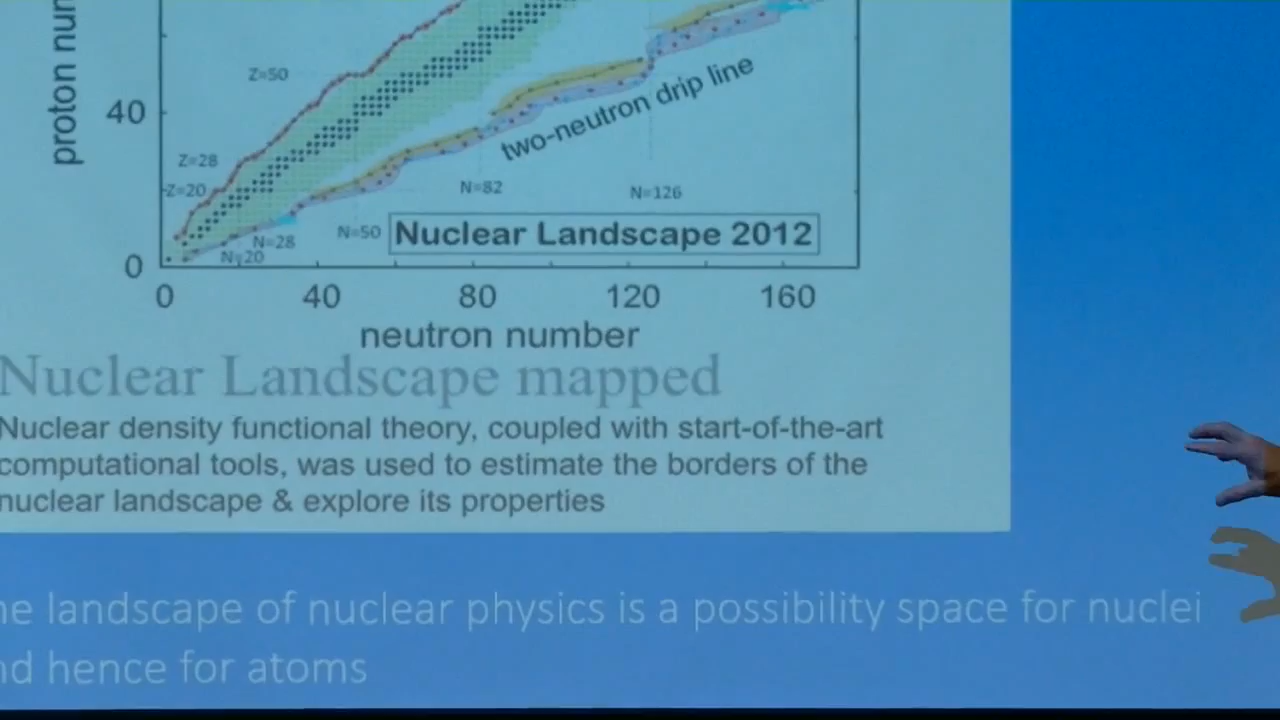 proton nu
Z=50
40
two-neutron drip line
Z=28
Z=20
N=82
N=126
N=50
Nuclear Landscape 2012
N=28
N=20
0
0 40 80 120 160
neutron number
Nuclear Landscape mapped
Nuclear density functional theory, coupled with start-of-the-art
computational tools, was used to estimate the borders of the
nuclear landscape & explore its properties
he landscape of nuclear physics is a possibility space for nuclei
nd hence for atoms